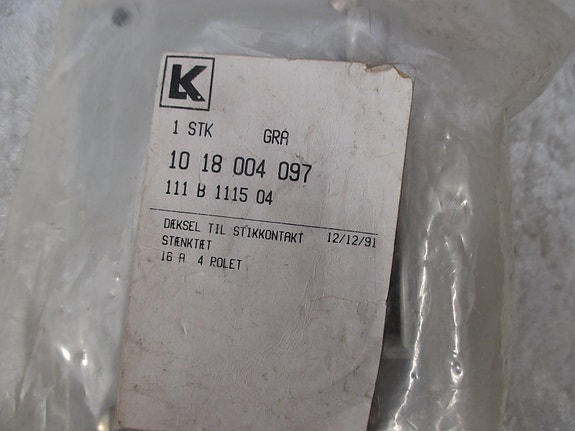 LK
1 STK GRÅ
10 18 004 097
111 B 1115 04
DÆKSEL TIL STIKKONTAKT 12/12/91
STÆNKTÆT
16 A 4 POLET